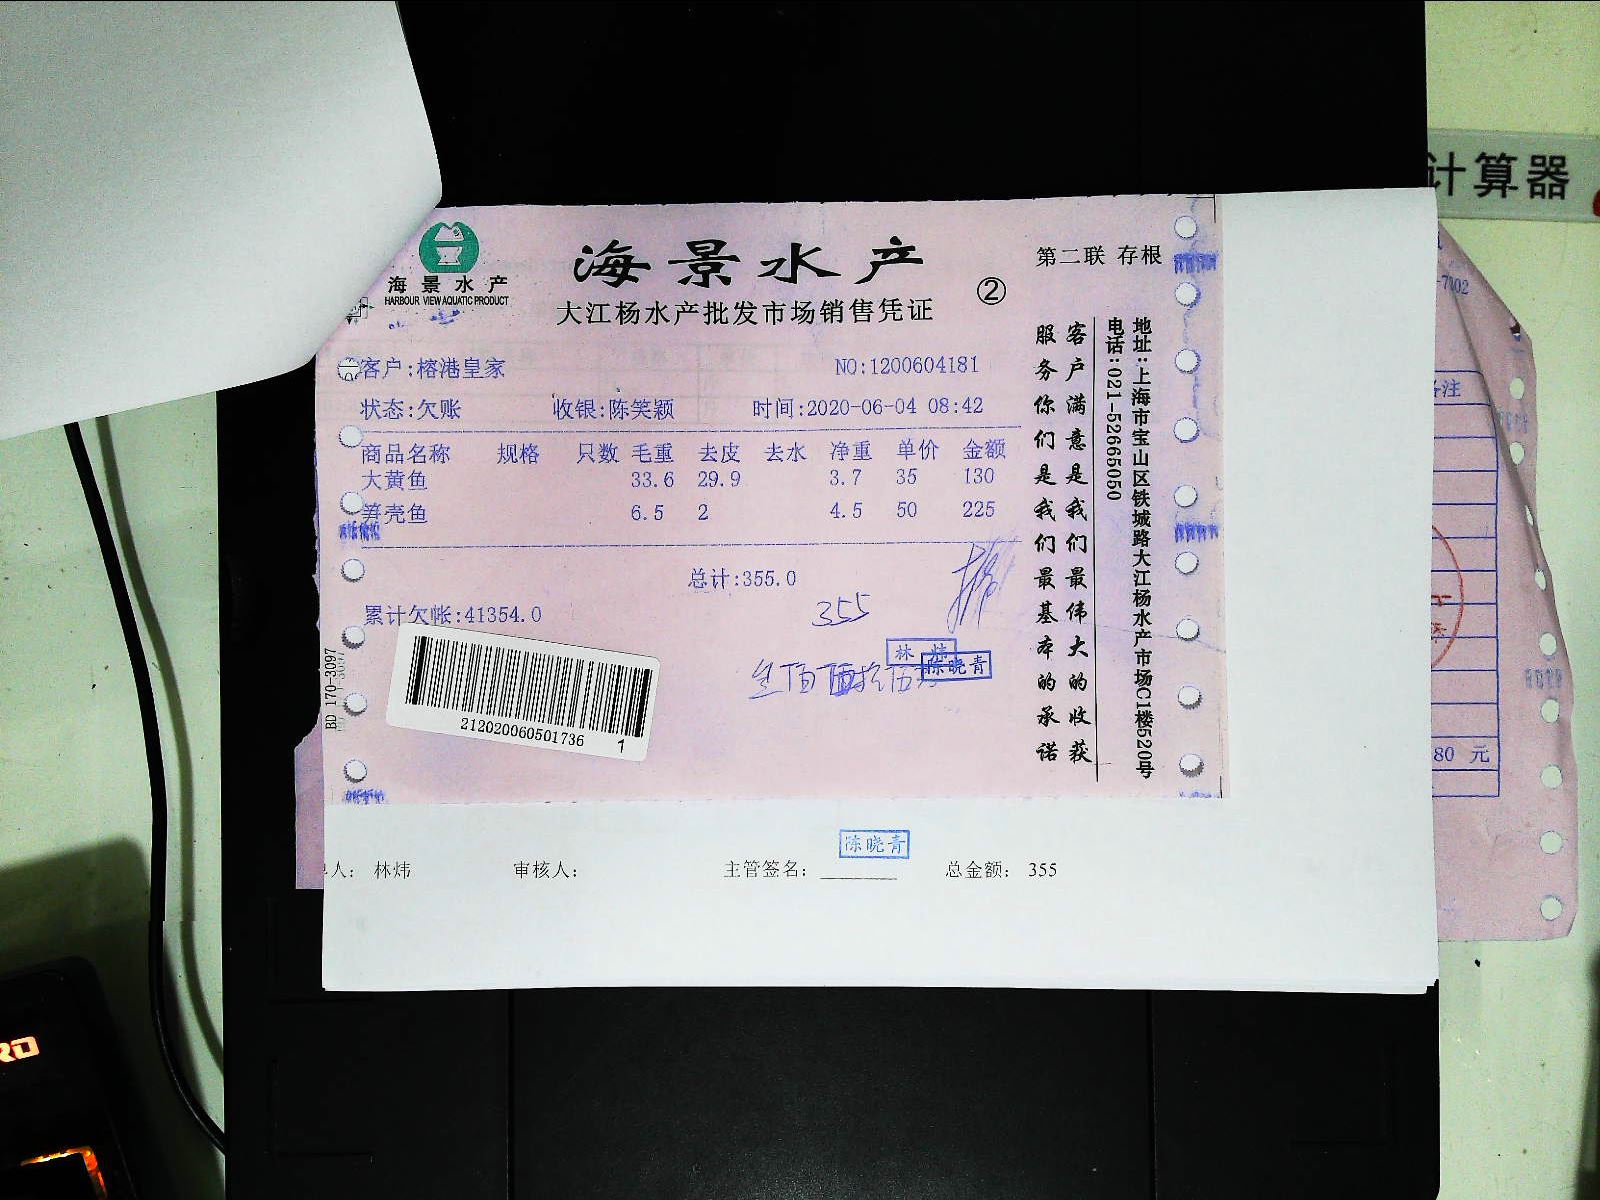 计算器
海景水产
HARBOUR VIEW AQUATIC PRODUCT
海景水产
大江杨水产批发市场销售凭证
②
第二联 存根
客户:榕港皇家 NO:1200604181
状态:欠账 收银:陈笑颖 时间:2020-06-04 08:42
商品名称 规格 只数 毛重 去皮 去水 净重 单价 金额
大黄鱼 33.6 29.9 3.7 35 130
笋壳鱼 6.5 2 4.5 50 225
总计:355.0
累计欠帐:41354.0
355
林炜
陈晓青
BD 170-3097
212020060501736
1
客户满意是我们最伟大的收获
服务你们是我们最基本的承诺
地址:上海市宝山区铁城路大江杨水产市场C1楼520号
电话:021-52665050
陈晓青
人: 林炜 审核人: 主管签名: 总金额: 355
-7002
备注
80 元